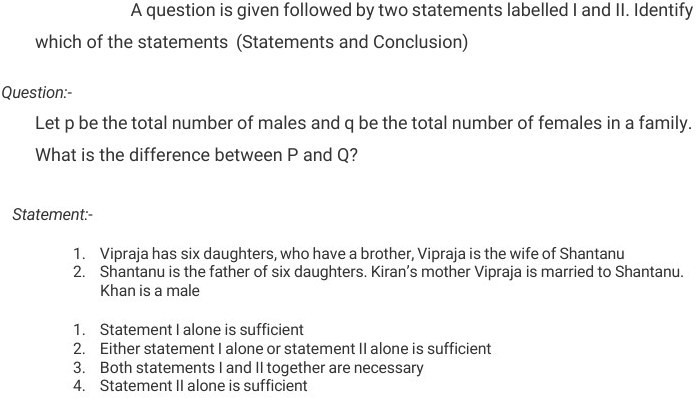 A question is given followed by two statements labelled I and II. Identify
which of the statements (Statements and Conclusion)
Question:-
Let p be the total number of males and q be the total number of females in a family.
What is the difference between P and Q?
Statement:-
1. Vipraja has six daughters, who have a brother, Vipraja is the wife of Shantanu
2. Shantanu is the father of six daughters. Kiran's mother Vipraja is married to Shantanu.
Khan is a male
1. Statement I alone is sufficient
2. Either statement I alone or statement II alone is sufficient
3. Both statements I and II together are necessary
4. Statement II alone is sufficient